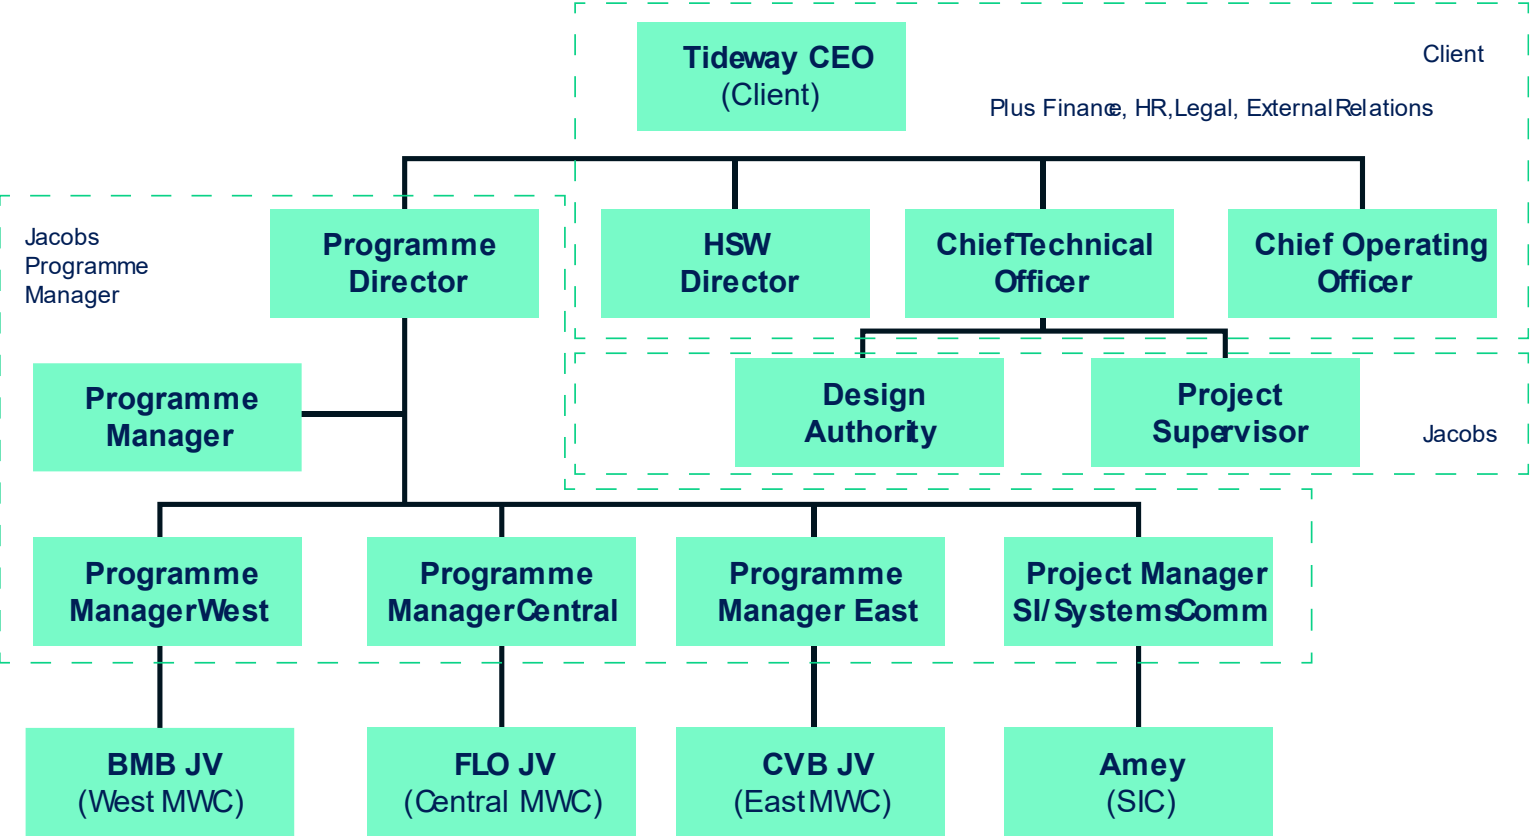 Tideway CEO
(Client)
Client
Plus Finance, HR, Legal, External Relations
Jacobs
Programme
Manager
Programme
Director
HSW
Director
Chief Technical
Officer
Chief Operating
Officer
Programme
Manager
Design
Authority
Project
Supervisor
Jacobs
Programme
Manager West
Programme
Manager Central
Programme
Manager East
Project Manager
SI/Systems Comm
BMB JV
(West MWC)
FLO JV
(Central MWC)
CVB JV
(East MWC)
Amey
(SIC)